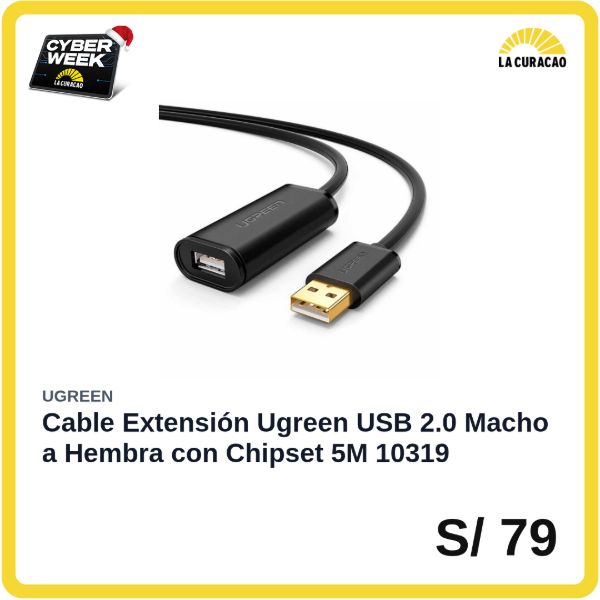 CYBER
WEEK
LA CURACAO
LA CURACAO
UGREEN
UGREEN
UGREEN
Cable Extensión Ugreen USB 2.0 Macho
a Hembra con Chipset 5M 10319
S/ 79